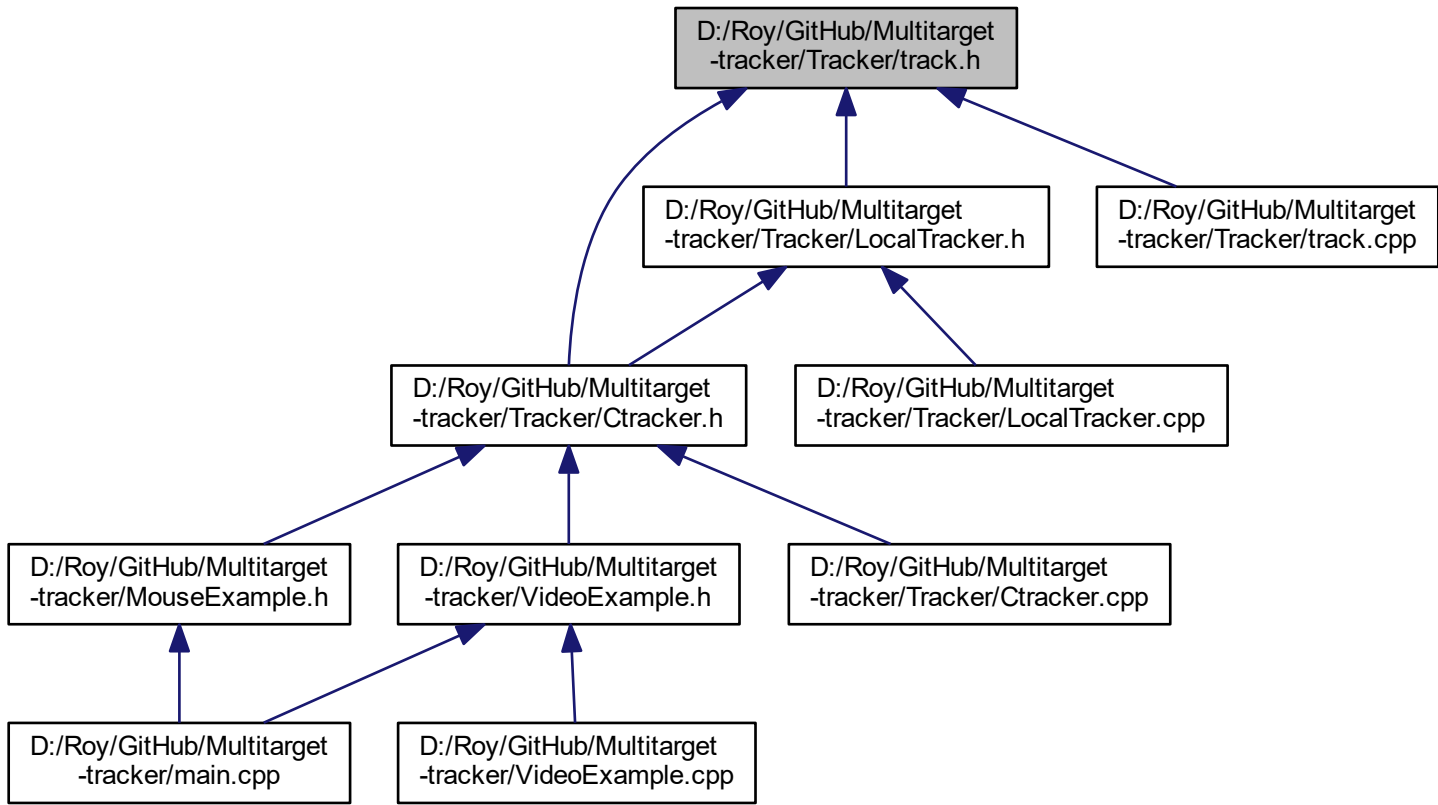 D:/Roy/GitHub/Multitarget
-tracker/Tracker/track.h
D:/Roy/GitHub/Multitarget
-tracker/Tracker/LocalTracker.h
D:/Roy/GitHub/Multitarget
-tracker/Tracker/track.cpp
D:/Roy/GitHub/Multitarget
-tracker/Tracker/Ctracker.h
D:/Roy/GitHub/Multitarget
-tracker/Tracker/LocalTracker.cpp
D:/Roy/GitHub/Multitarget
-tracker/MouseExample.h
D:/Roy/GitHub/Multitarget
-tracker/VideoExample.h
D:/Roy/GitHub/Multitarget
-tracker/Tracker/Ctracker.cpp
D:/Roy/GitHub/Multitarget
-tracker/main.cpp
D:/Roy/GitHub/Multitarget
-tracker/VideoExample.cpp